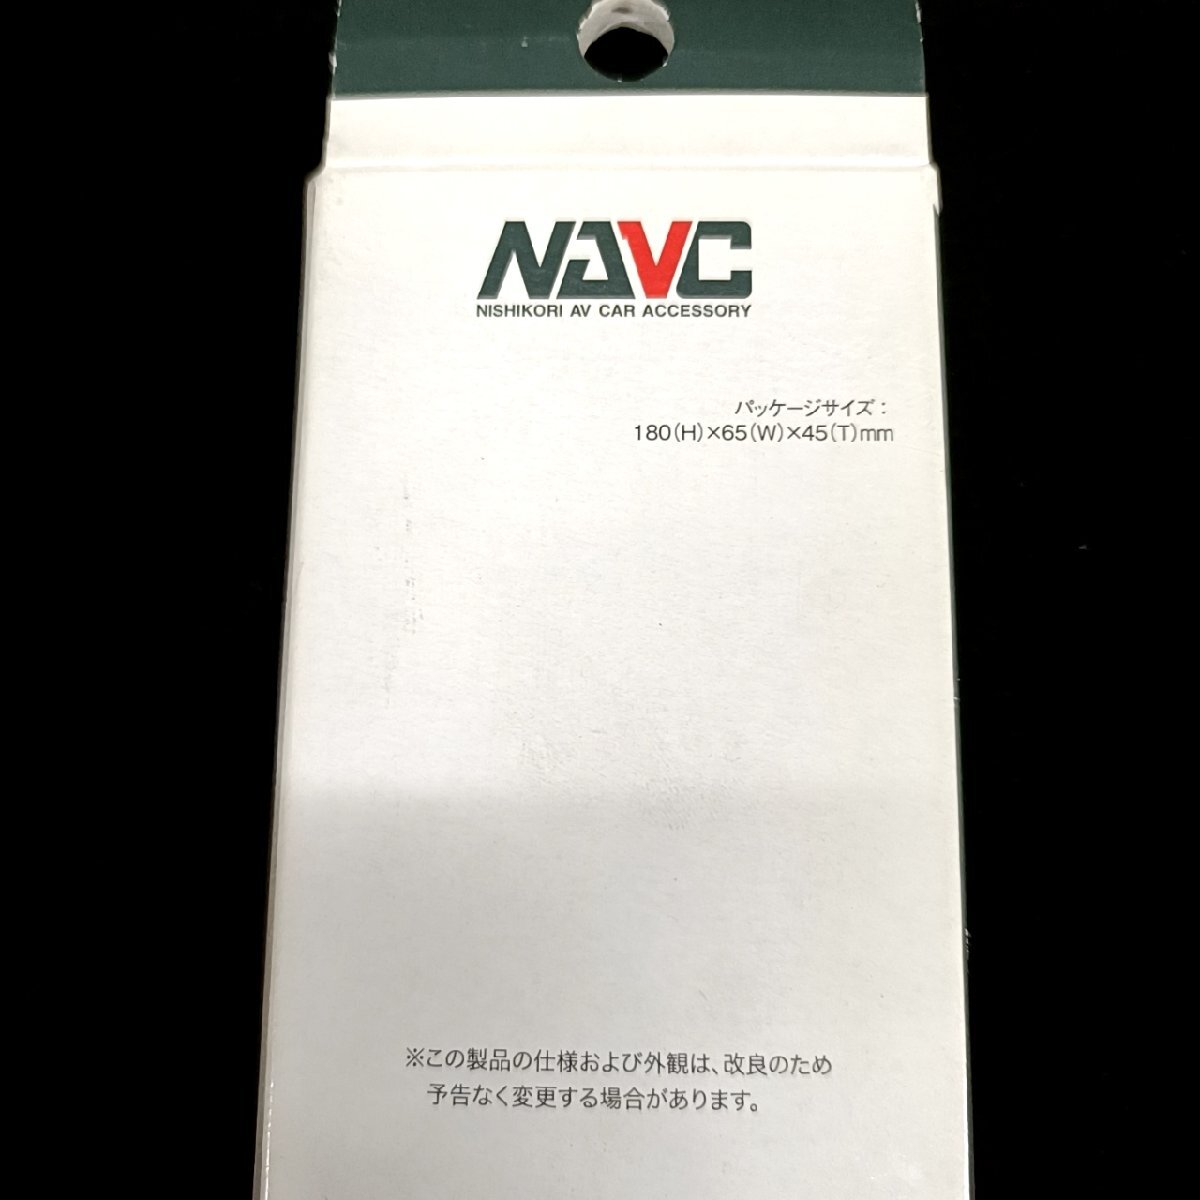 NAVC
NISHIKORI AV CAR ACCESSORY
パッケージサイズ：
180(H)×65(W)×45(T)mm
※この製品の仕様および外観は、改良のため
予告なく変更する場合があります。